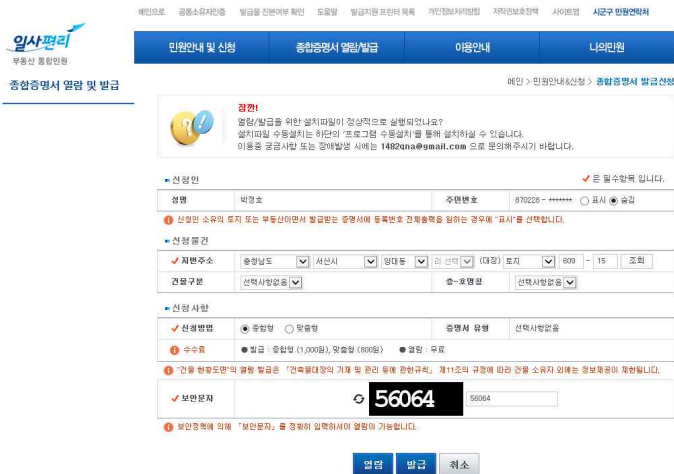 메인으로 공동소유자인증 발급물 진본여부 확인 도움말 발급지원 프린터 목록 개인정보처리방침 저작권보호정책 사이트맵 시군구 민원연락처
일사편리
부동산 통합민원
민원안내 및 신청 종합증명서 열람/발급 이용안내 나의민원
종합증명서 열람 및 발급
메인 > 민원안내&신청 > 종합증명서 발급신청
잠깐!
열람/발급을 위한 설치파일이 정상적으로 실행되었나요?
설치파일 수동설치는 하단의 '프로그램 수동설치'를 통해 설치하실 수 있습니다.
이용중 궁금사항 또는 장애발생 시에는 1482qna@gmail.com 으로 문의해주시기 바랍니다.
신청인
은 필수항목 입니다.
성명 박정호 주민번호 870228 - ******* 표시 숨김
신청인 소유의 토지 또는 부동산이면서 발급받는 증명서에 등록번호 전체출력을 원하는 경우에 "표시"를 선택합니다.
신청물건
지번주소 충청남도 서산시 양대동 리 선택 (대장) 토지 609 - 15 조회
건물구분 선택사항없음 층-호명칭 선택사항없음
신청사항
신청방법 종합형 맞춤형 증명서 유형 선택사항없음
수수료 발급 : 종합형 (1,000원), 맞춤형 (800원) 열람 : 무료
"건물 현황도면"의 열람·발급은 「건축물대장의 기재 및 관리 등에 관한규칙」 제11조의 규정에 따라 건물 소유자 외에는 정보제공이 제한됩니다.
보안문자 56064 56064
보안정책에 의해 「보안문자」를 정확히 입력하셔야 열람이 가능합니다.
열람 발급 취소